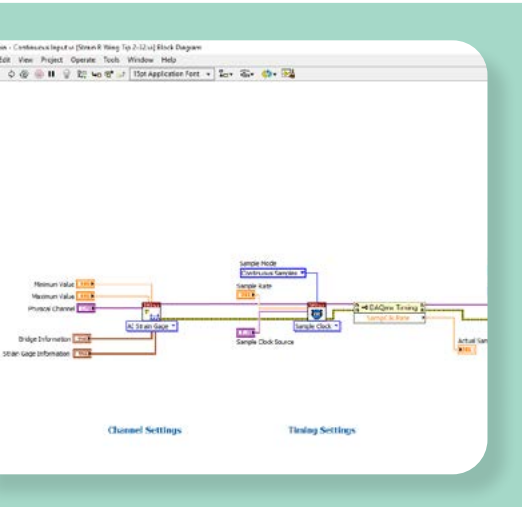 - Continuous Input.vi [Strain R Wing Tip 2-12.vi] Block Diagram
Edit View Project Operate Tools Window Help
15pt Application Font
Sample Mode
Continuous Samples
Minimum Value
Sample Rate
Maximum Value
Physical Channel
DAQmx Timing
SampClk.Rate
AI Strain Gage
Sample Clock
Bridge Information
Sample Clock Source
Actual Sam
Strain Gage Information
Channel Settings
Timing Settings